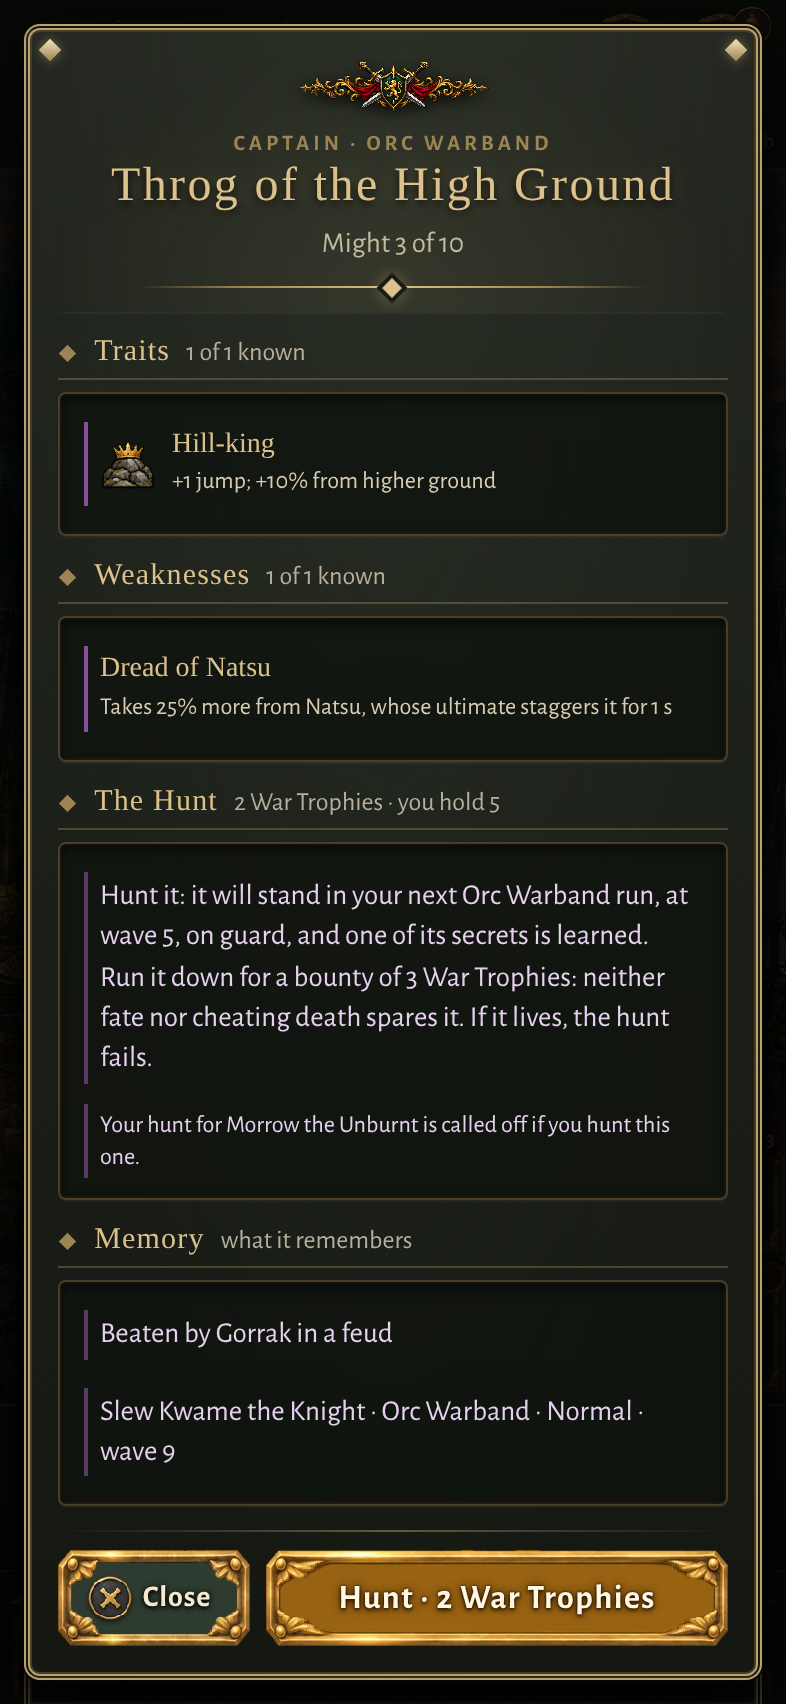 CAPTAIN · ORC WARBAND
Throg of the High Ground
Might 3 of 10
Traits 1 of 1 known
Hill-king
+1 jump; +10% from higher ground
Weaknesses 1 of 1 known
Dread of Natsu
Takes 25% more from Natsu, whose ultimate staggers it for 1 s
The Hunt 2 War Trophies · you hold 5
Hunt it: it will stand in your next Orc Warband run, at
wave 5, on guard, and one of its secrets is learned.
Run it down for a bounty of 3 War Trophies: neither
fate nor cheating death spares it. If it lives, the hunt
fails.
Your hunt for Morrow the Unburnt is called off if you hunt this
one.
Memory what it remembers
Beaten by Gorrak in a feud
Slew Kwame the Knight · Orc Warband · Normal ·
wave 9
Close
Hunt · 2 War Trophies